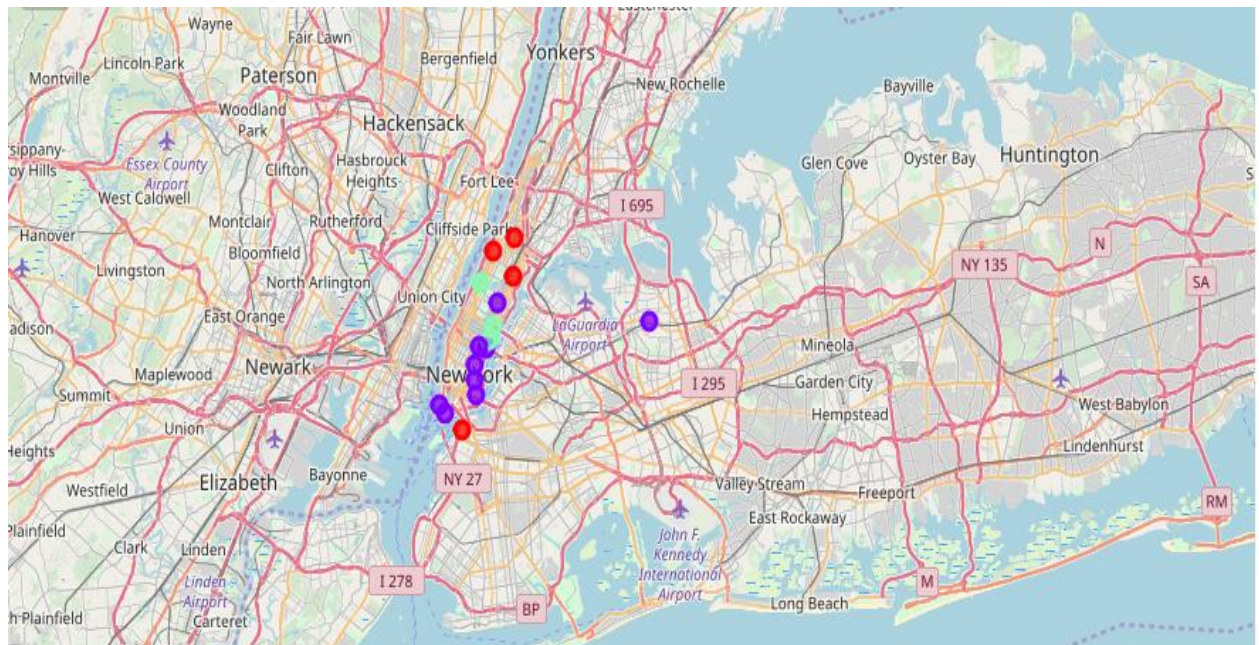 Eastchester
Wayne
Fair Lawn
Yonkers
Lincoln Park
Bergenfield
Montville
Paterson
New Rochelle
Bayville
Woodland
Park
Hackensack
sippany-
oy Hills
Essex County
Airport
Hasbrouck
Heights
Clifton
Glen Cove
Oyster Bay
Huntington
S
West Caldwell
Fort Lee
I 695
Montclair
Rutherford
Cliffside Park
Hanover
N
Bloomfield
NY 135
Livingston
North Arlington
Union City
SA
East Orange
LaGuardia
Airport
adison
Mineola
Newark
Maplewood
New York
I 295
Garden City
Summit
West Babylon
Hempstead
Union
Lindenhurst
Heights
Bayonne
NY 27
Elizabeth
Valley Stream
Freeport
Westfield
RM
East Rockaway
Plainfield
John F.
Kennedy
International
Airport
Clark
Linden
Linden
Airport
I 278
M
BP
Long Beach
h Plainfield
Carteret